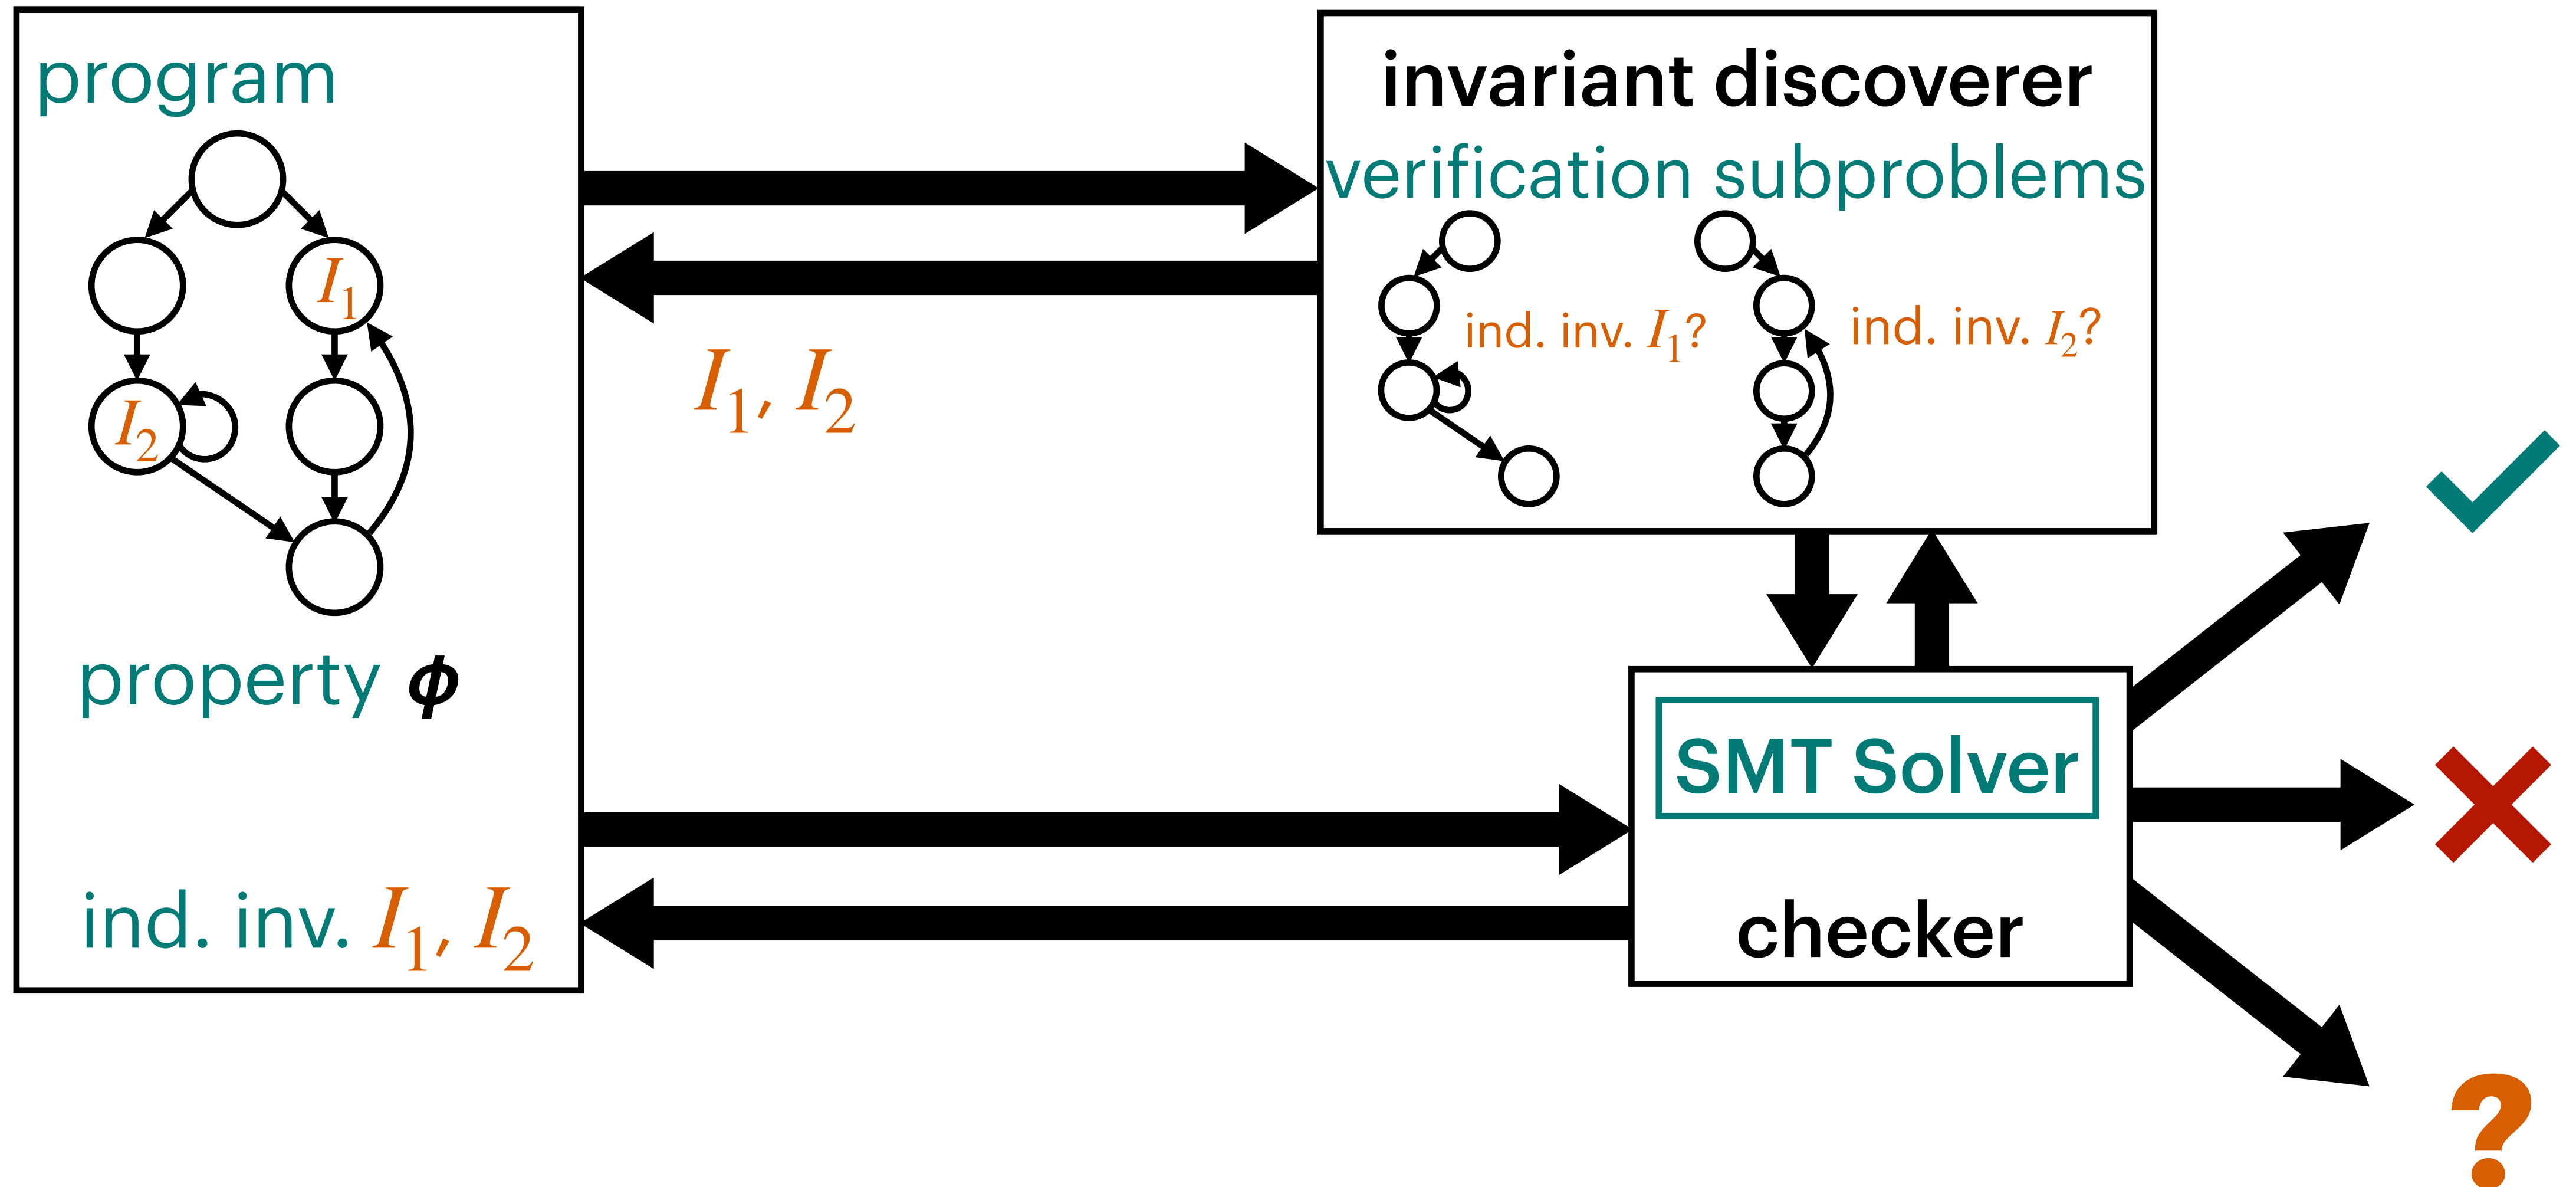 program
I₁
I₂
property ϕ
ind. inv. I₁, I₂
I₁, I₂
invariant discoverer
verification subproblems
ind. inv. I₁?
ind. inv. I₂?
SMT Solver
checker
?